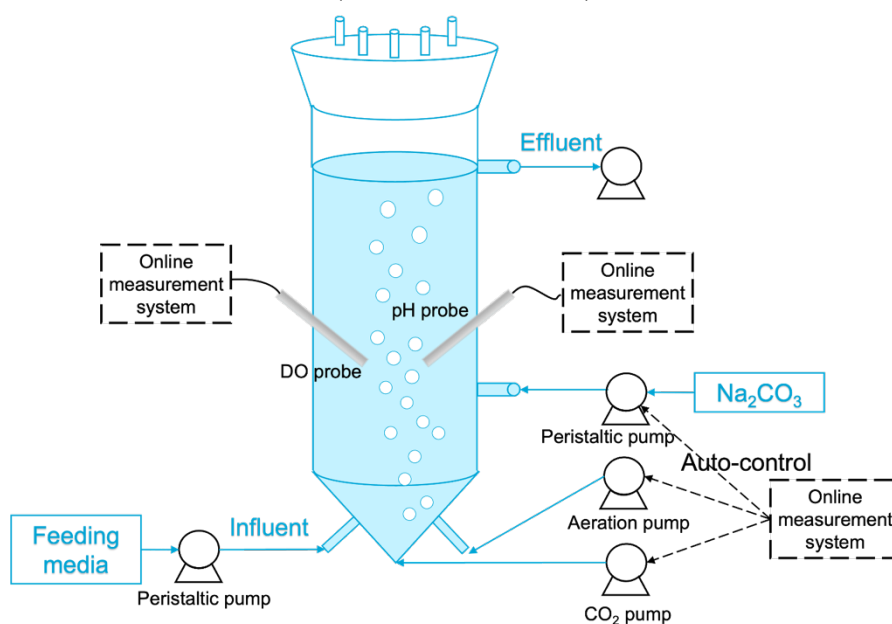 Effluent
Online
measurement
system
Online
measurement
system
pH probe
DO probe
Na₂CO₃
Peristaltic pump
Auto-control
Online
measurement
system
Aeration pump
Feeding
media
Influent
Peristaltic pump
CO₂ pump